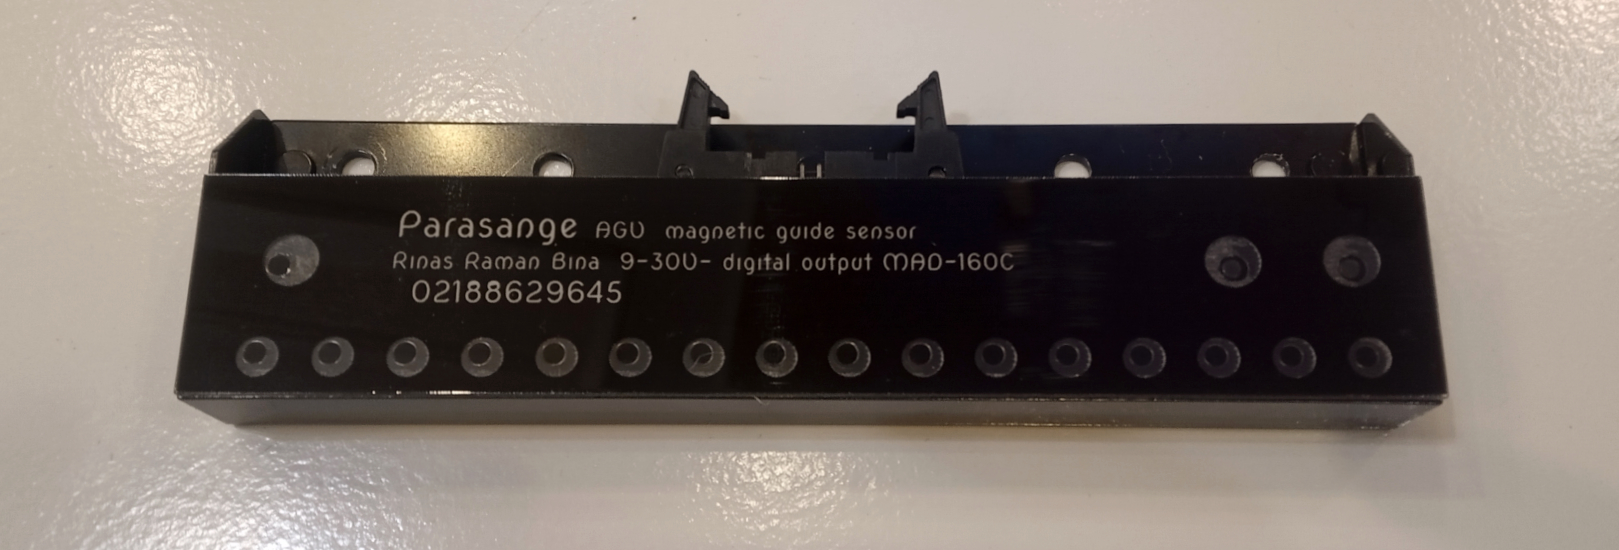 Parasange AGV magnetic guide sensor
Rinas Raman Bina 9-30V- digital output MAD-160C
02188629645